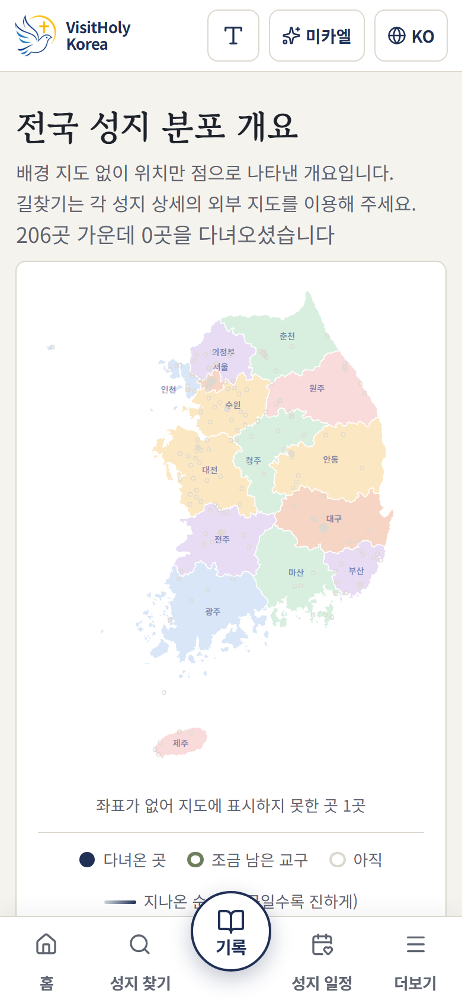 VisitHoly
Korea
미카엘
KO
전국 성지 분포 개요
배경 지도 없이 위치만 점으로 나타낸 개요입니다.
길찾기는 각 성지 상세의 외부 지도를 이용해 주세요.
206곳 가운데 0곳을 다녀오셨습니다
춘천
의정부
서울
인천
원주
수원
안동
청주
대전
대구
전주
부산
마산
광주
제주
좌표가 없어 지도에 표시하지 못한 곳 1곳
다녀온 곳
조금 남은 교구
아직
지나온 일수록 진하게)
기록
홈
성지 찾기
성지 일정
더보기